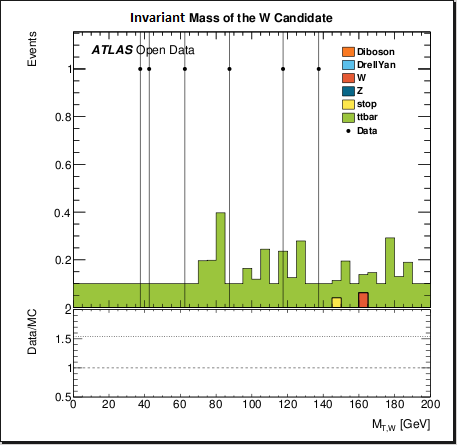 Invariant Mass of the W Candidate
Events
ATLAS Open Data
Diboson
DrellYan
W
Z
stop
ttbar
Data
1
0.8
0.6
0.4
0.2
0
Data/MC
2
1.5
1
0.5
0 20 40 60 80 100 120 140 160 180 200
M_T,W [GeV]